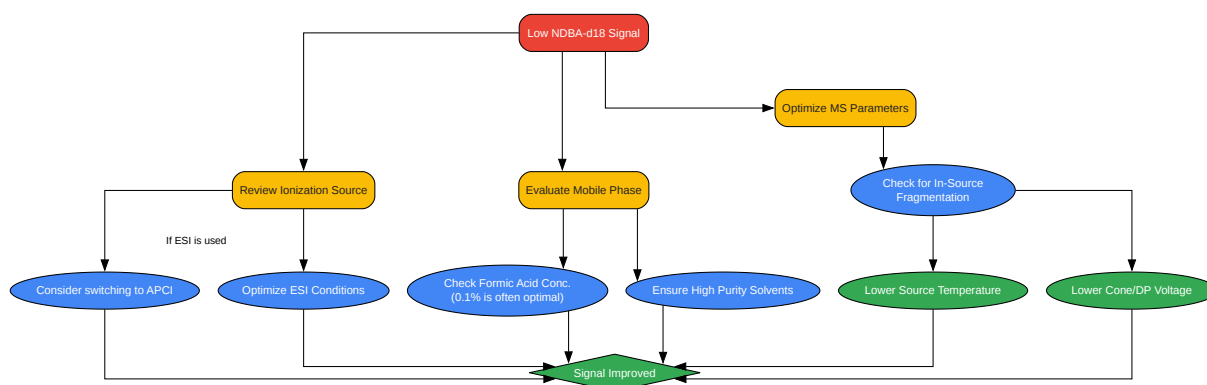 Low NDBA-d18 Signal
Optimize MS Parameters
Review Ionization Source
Evaluate Mobile Phase
Check for In-Source
Fragmentation
If ESI is used
Consider switching to APCI
Optimize ESI Conditions
Check Formic Acid Conc.
(0.1% is often optimal)
Ensure High Purity Solvents
Lower Source Temperature
Lower Cone/DP Voltage
Signal Improved